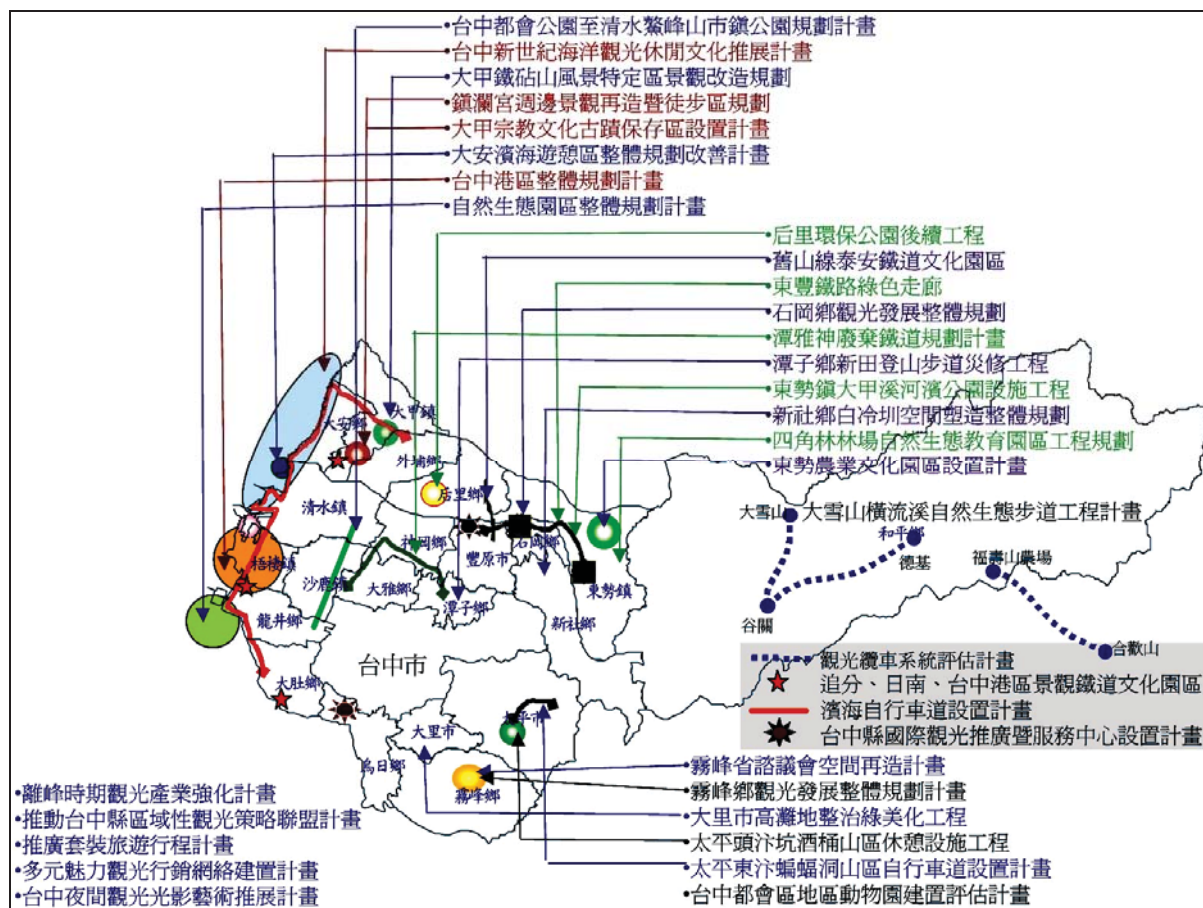 •台中都會公園至清水鰲峰山市鎮公園規劃計畫
•台中新世紀海洋觀光休閒文化推展計畫
•大甲鐵砧山風景特定區景觀改造規劃
•鎮瀾宮週邊景觀再造暨徒步區規劃
•大甲宗教文化古蹟保存區設置計畫
•大安濱海遊憩區整體規劃改善計畫
•台中港區整體規劃計畫
•自然生態園區整體規劃計畫
•后里環保公園後續工程
•舊山線泰安鐵道文化園區
•東豐鐵路綠色走廊
•石岡鄉觀光發展整體規劃
•潭雅神廢棄鐵道規劃計畫
•潭子鄉新田登山步道災修工程
•東勢鎮大甲溪河濱公園設施工程
•新社鄉白冷圳空間塑造整體規劃
•四角林林場自然生態教育園區工程規劃
•東勢農業文化園區設置計畫
大甲鎮
大安鄉
外埔鄉
后里鄉
清水鎮
神岡鄉
豐原市
石岡鄉
梧棲鎮
沙鹿鎮
大雅鄉
潭子鄉
東勢鎮
龍井鄉
新社鄉
台中市
大肚鄉
大里市
太平市
烏日鄉
霧峰鄉
大雪山
大雪山橫流溪自然生態步道工程計畫
和平鄉
德基
福壽山農場
谷關
合歡山
觀光纜車系統評估計畫
追分、日南、台中港區景觀鐵道文化園區
濱海自行車道設置計畫
台中縣國際觀光推廣暨服務中心設置計畫
•霧峰省諮議會空間再造計畫
•霧峰鄉觀光發展整體規劃計畫
•大里市高灘地整治綠美化工程
•太平頭汴坑酒桶山區休憩設施工程
•太平東汴蝙蝠洞山區自行車道設置計畫
•台中都會區地區動物園建置評估計畫
•離峰時期觀光產業強化計畫
•推動台中縣區域性觀光策略聯盟計畫
•推廣套裝旅遊行程計畫
•多元魅力觀光行銷網絡建置計畫
•台中夜間觀光光影藝術推展計畫